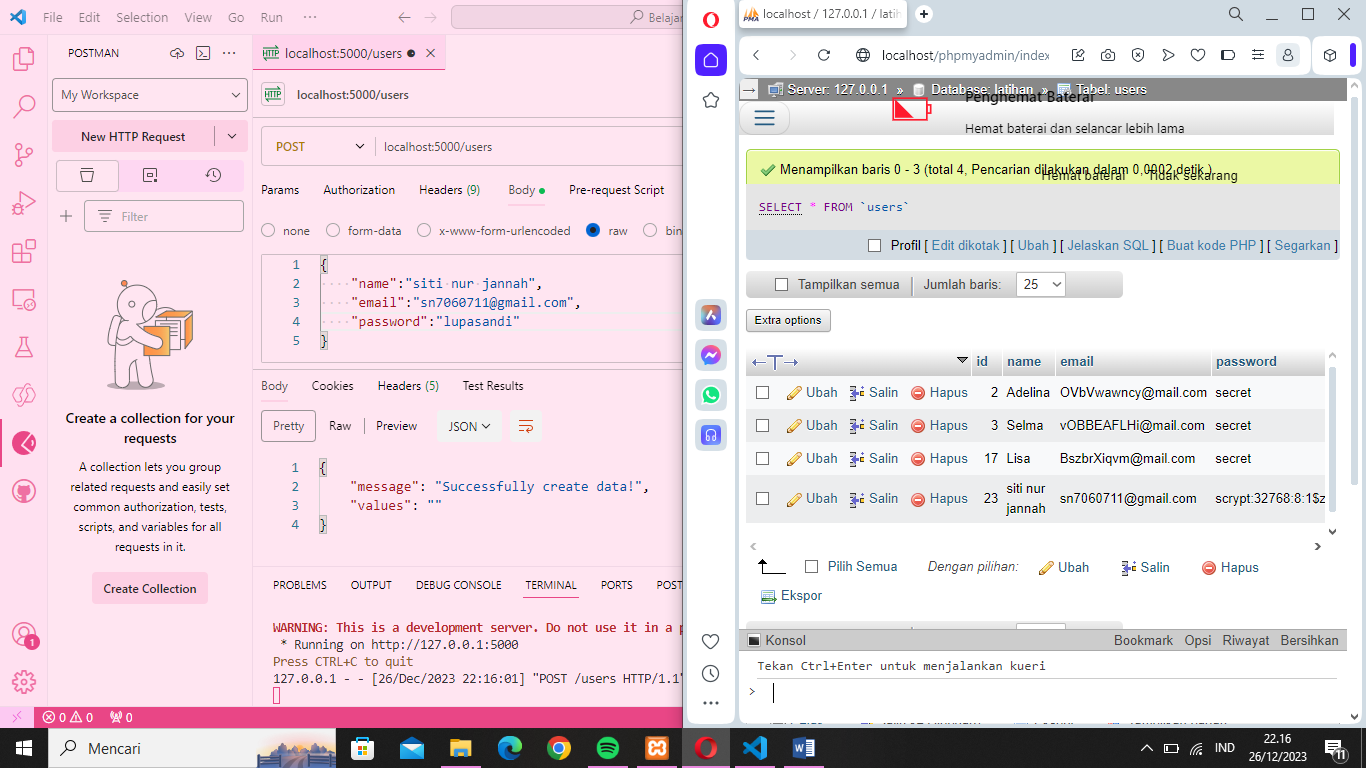 File Edit Selection View Go Run ··· Belajar
POSTMAN
My Workspace
New HTTP Request
Filter
Create a collection for your
requests
A collection lets you group
related requests and easily set
common authorization, tests,
scripts, and variables for all
requests in it.
Create Collection
localhost:5000/users
HTTP localhost:5000/users
POST localhost:5000/users
Params Authorization Headers (9) Body Pre-request Script
none form-data x-www-form-urlencoded raw bin
1 {
2 "name":"siti nur jannah",
3 "email":"sn7060711@gmail.com",
4 "password":"lupasandi"
5 }
Body Cookies Headers (5) Test Results
Pretty Raw Preview JSON
1 {
2 "message": "Successfully create data!",
3 "values": ""
4 }
PROBLEMS OUTPUT DEBUG CONSOLE TERMINAL PORTS POST
WARNING: This is a development server. Do not use it in a p
* Running on http://127.0.0.1:5000
Press CTRL+C to quit
127.0.0.1 - - [26/Dec/2023 22:16:01] "POST /users HTTP/1.1"
1
0 0 0
localhost / 127.0.0.1 / latih
localhost/phpmyadmin/index
Server: 127.0.0.1 » Database: latihan » Tabel: users
Penghemat Baterai
Hemat baterai dan selancar lebih lama
Hemat baterai Tidak sekarang
Menampilkan baris 0 - 3 (total 4, Pencarian dilakukan dalam 0,0002 detik.)
SELECT * FROM `users`
Profil [ Edit dikotak ] [ Ubah ] [ Jelaskan SQL ] [ Buat kode PHP ] [ Segarkan ]
Tampilkan semua Jumlah baris: 25
Extra options
id name email password
Ubah Salin Hapus 2 Adelina OVbVwawncy@mail.com secret
Ubah Salin Hapus 3 Selma vOBBEAFLHi@mail.com secret
Ubah Salin Hapus 17 Lisa BszbrXiqvm@mail.com secret
Ubah Salin Hapus 23 siti nur jannah sn7060711@gmail.com scrypt:32768:8:1$z
Pilih Semua Dengan pilihan: Ubah Salin Hapus
Ekspor
Konsol Bookmark Opsi Riwayat Bersihkan
Tekan Ctrl+Enter untuk menjalankan kueri
>
Mencari
IND
22.16
26/12/2023
11